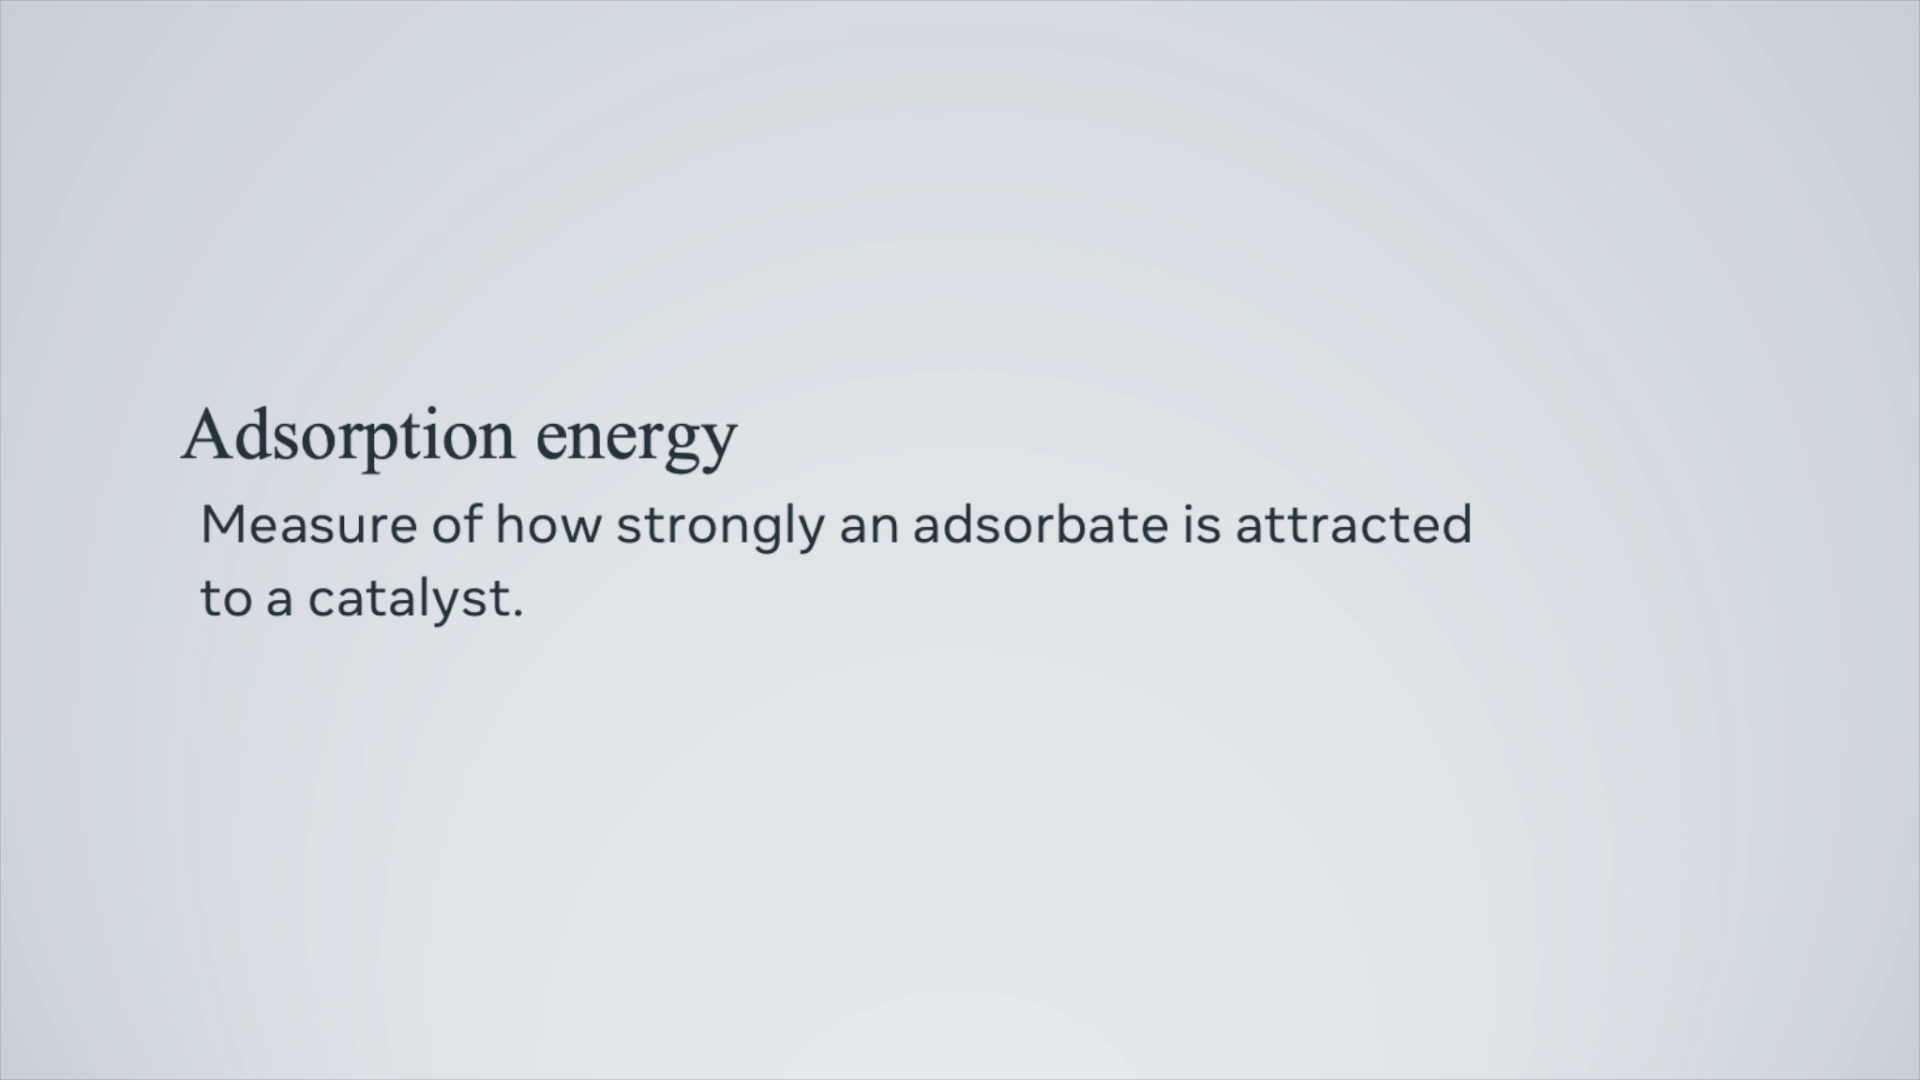 Adsorption energy
Measure of how strongly an adsorbate is attracted
to a catalyst.